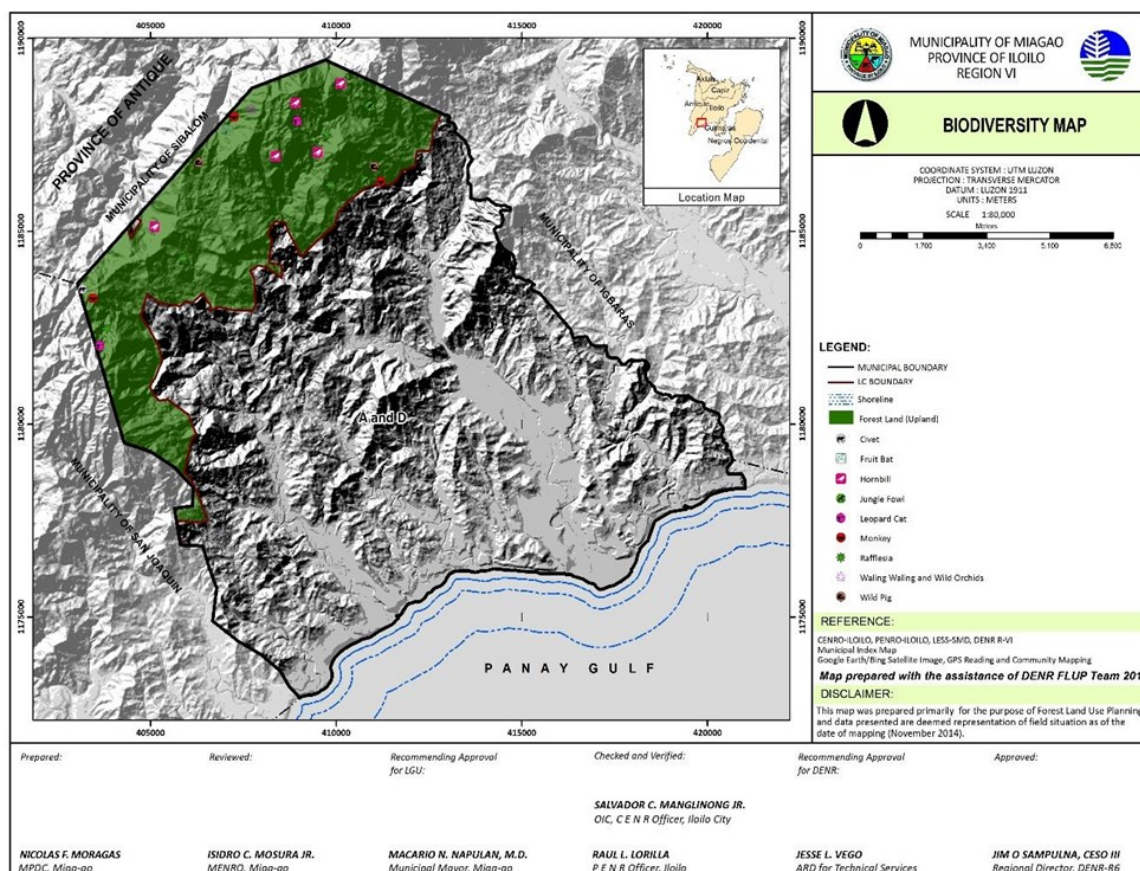 405000
410000
415000
420000
1190000
1185000
1180000
1175000
1190000
1185000
1180000
1175000
PROVINCE OF ANTIQUE
MUNICIPALITY OF SIBALOM
MUNICIPALITY OF IGBARAS
MUNICIPALITY OF SAN JOAQUIN
A and D
PANAY GULF
405000
410000
415000
420000
Aklan
Capiz
Antique
Iloilo
Guimaras
Negros Occidental
Location Map
MUNICIPALITY OF MIAGAO
PROVINCE OF ILOILO
REGION VI
BIODIVERSITY MAP
COORDINATE SYSTEM : UTM LUZON
PROJECTION : TRANSVERSE MERCATOR
DATUM : LUZON 1911
UNITS : METERS
SCALE 1:80,000
Meters
0 1,700 3,400 5,100 6,800
LEGEND:
MUNICIPAL BOUNDARY
LC BOUNDARY
Shoreline
Forest Land (Upland)
Civet
Fruit Bat
Hornbill
Jungle Fowl
Leopard Cat
Monkey
Rafflesia
Waling Waling and Wild Orchids
Wild Pig
REFERENCE:
CENRO-ILOILO, PENRO-ILOILO, LESS-SMD, DENR R-VI
Municipal Index Map
Google Earth/Bing Satellite Image, GPS Reading and Community Mapping
Map prepared with the assistance of DENR FLUP Team 201
DISCLAIMER:
This map was prepared primarily for the purpose of Forest Land Use Planning
and data presented are deemed representation of field situation as of the
date of mapping (November 2014).
Prepared:
Reviewed:
Recommending Approval
for LGU:
Checked and Verified:
Recommending Approval
for DENR:
Approved:
SALVADOR C. MANGLINONG JR.
OIC, C E N R Officer, Iloilo City
NICOLAS F. MORAGAS
MPDC, Miag-ao
ISIDRO C. MOSURA JR.
MENRO, Miag-ao
MACARIO N. NAPULAN, M.D.
Municipal Mayor, Miag-ao
RAUL L. LORILLA
P E N R Officer, Iloilo
JESSE L. VEGO
ARD for Technical Services
JIM O SAMPULNA, CESO III
Regional Director, DENR-R6